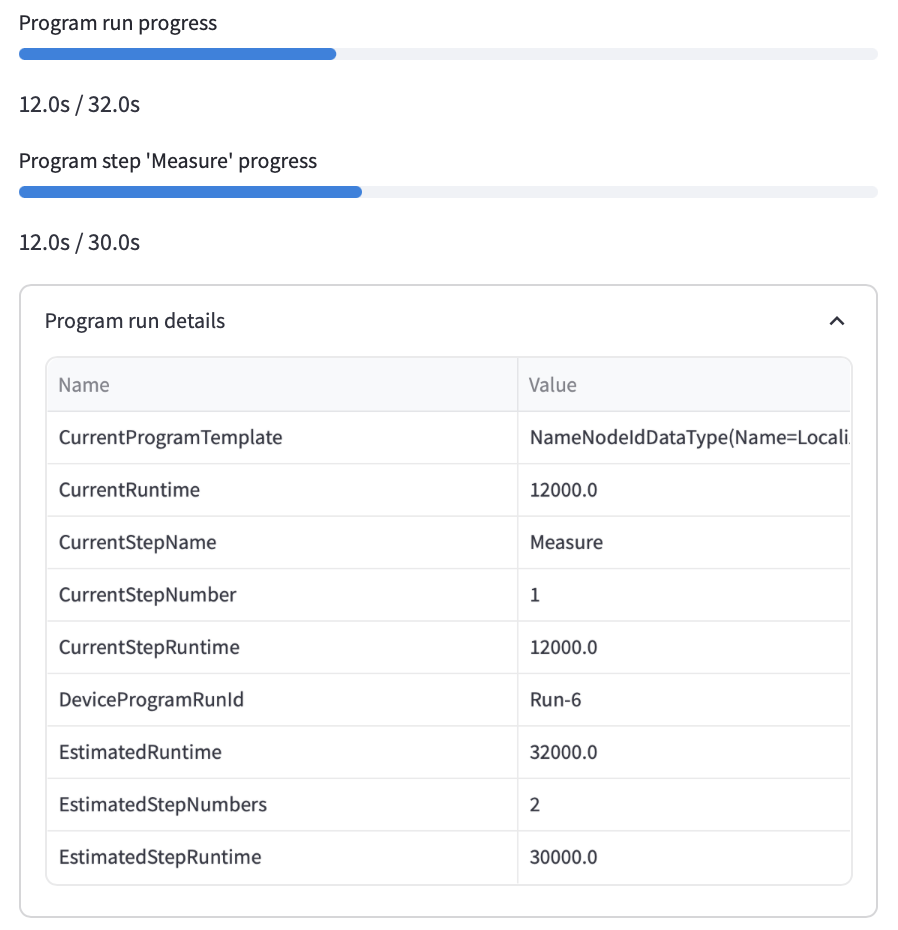 Program run progress
12.0s / 32.0s
Program step 'Measure' progress
12.0s / 30.0s
Program run details
Name Value
CurrentProgramTemplate NameNodeIdDataType(Name=Locali
CurrentRuntime 12000.0
CurrentStepName Measure
CurrentStepNumber 1
CurrentStepRuntime 12000.0
DeviceProgramRunId Run-6
EstimatedRuntime 32000.0
EstimatedStepNumbers 2
EstimatedStepRuntime 30000.0